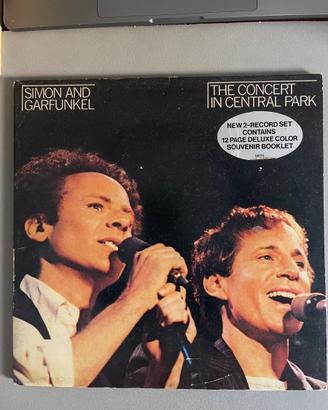 SIMON AND
GARFUNKEL
THE CONCERT
IN CENTRAL PARK
NEW 2-RECORD SET
CONTAINS
12 PAGE DELUXE COLOR
SOUVENIR BOOKLET